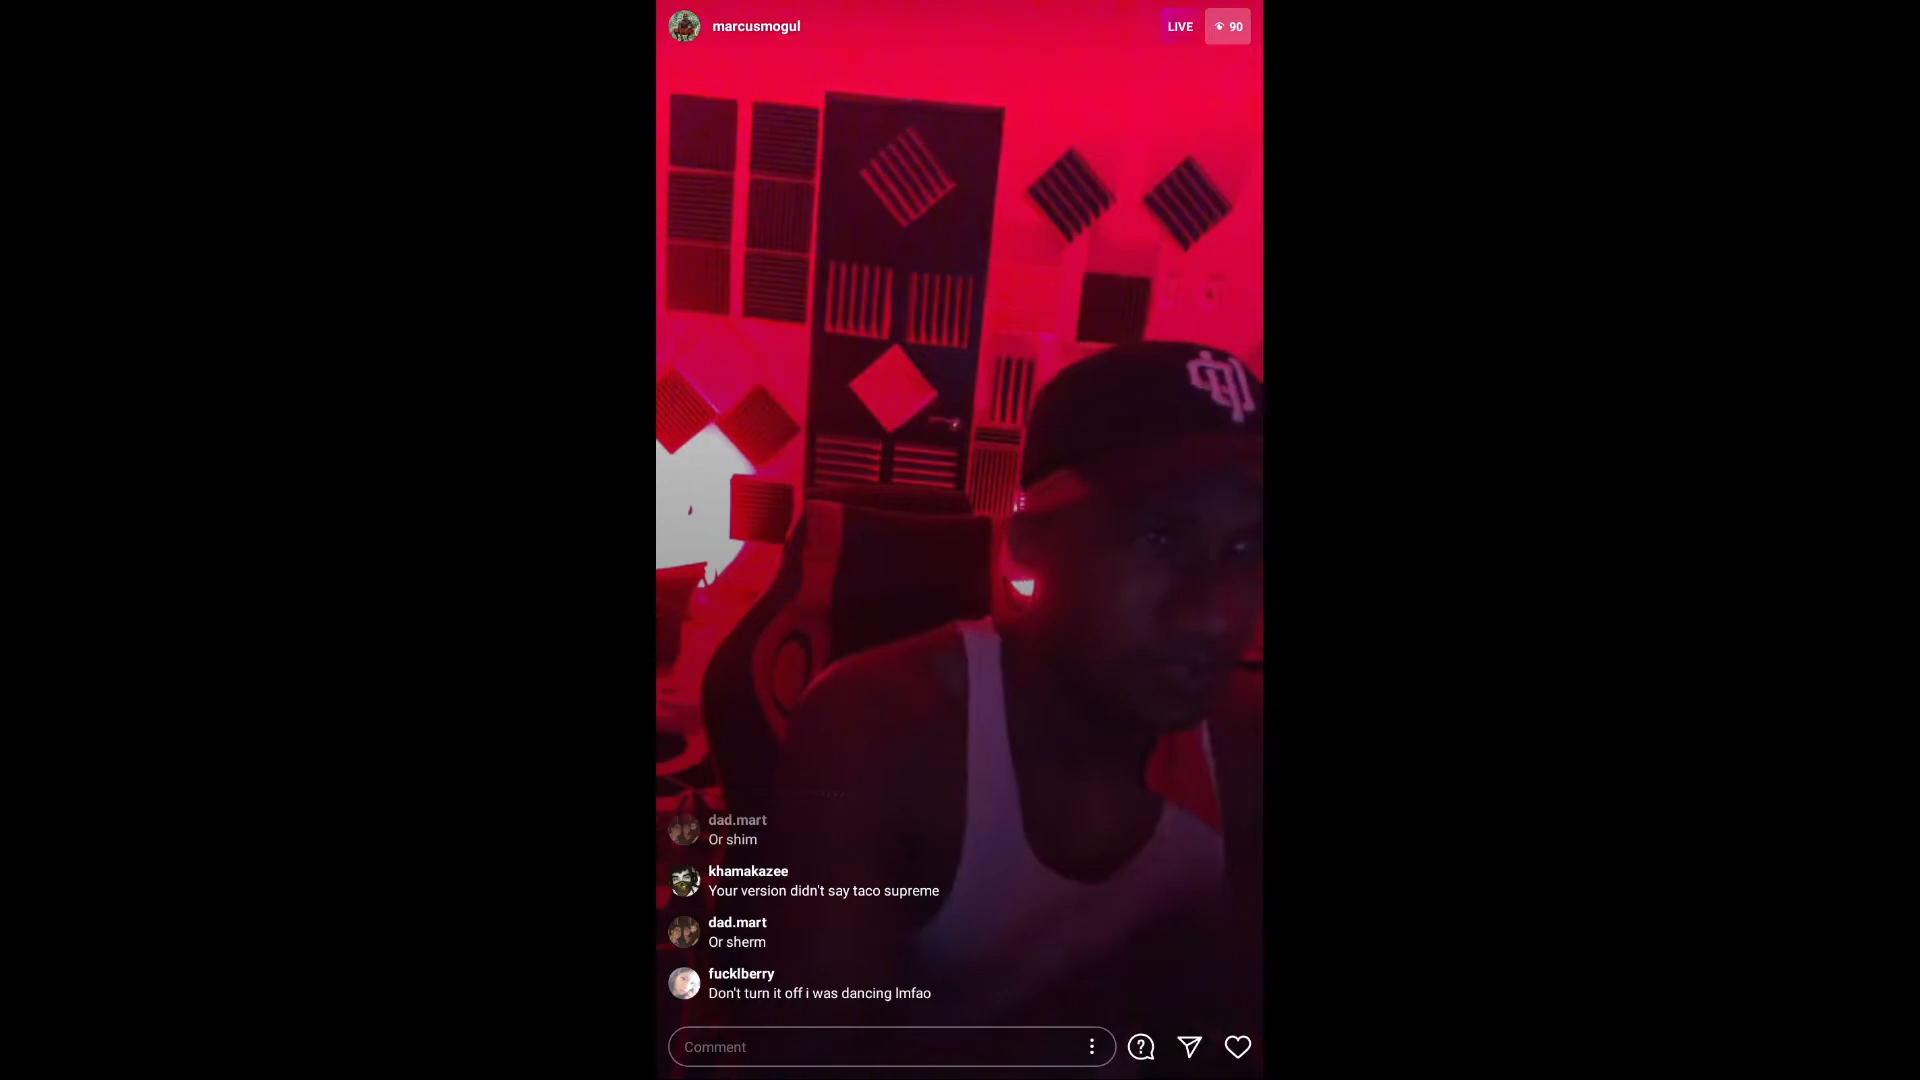 marcusmogul
LIVE
90
dad.mart
Or shim
khamakazee
Your version didn't say taco supreme
dad.mart
Or sherm
fucklberry
Don't turn it off i was dancing lmfao
Comment